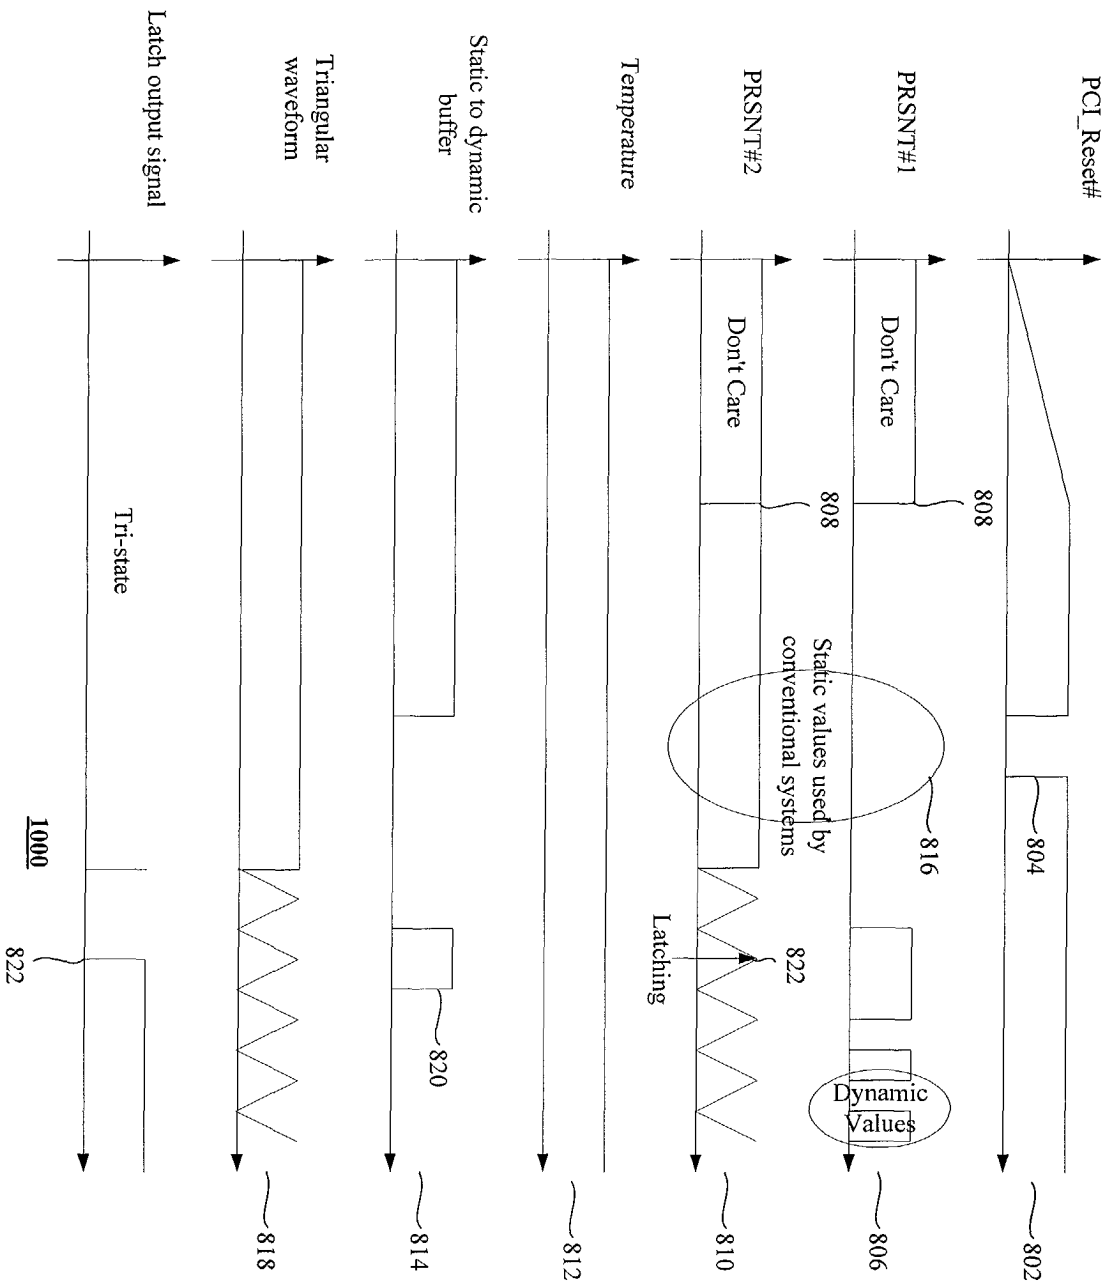 PCI_Reset#
804
802
PRSNT#1
Don't Care
808
816
Dynamic
Values
806
PRSNT#2
Don't Care
808
Static values used by
conventional systems
822
Latching
810
Temperature
812
Static to dynamic
buffer
820
814
Triangular
waveform
818
Latch output signal
Tri-state
822
1000